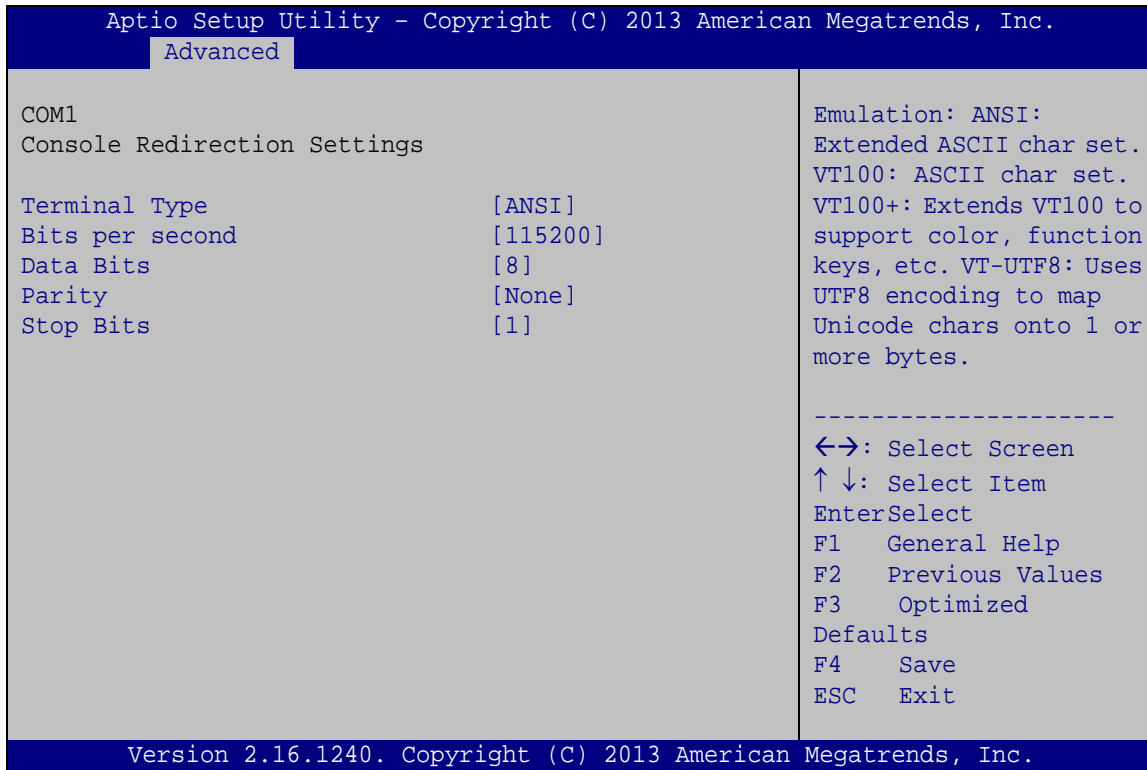 Aptio Setup Utility – Copyright (C) 2013 American Megatrends, Inc.
Advanced
COM1
Console Redirection Settings
Terminal Type [ANSI]
Bits per second [115200]
Data Bits [8]
Parity [None]
Stop Bits [1]
Emulation: ANSI:
Extended ASCII char set.
VT100: ASCII char set.
VT100+: Extends VT100 to
support color, function
keys, etc. VT-UTF8: Uses
UTF8 encoding to map
Unicode chars onto 1 or
more bytes.
---------------------
←→: Select Screen
↑ ↓: Select Item
EnterSelect
F1 General Help
F2 Previous Values
F3 Optimized
Defaults
F4 Save
ESC Exit
Version 2.16.1240. Copyright (C) 2013 American Megatrends, Inc.